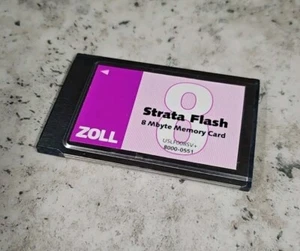 8
Strata Flash
8 Mbyte Memory Card
ZOLL
8000-0551